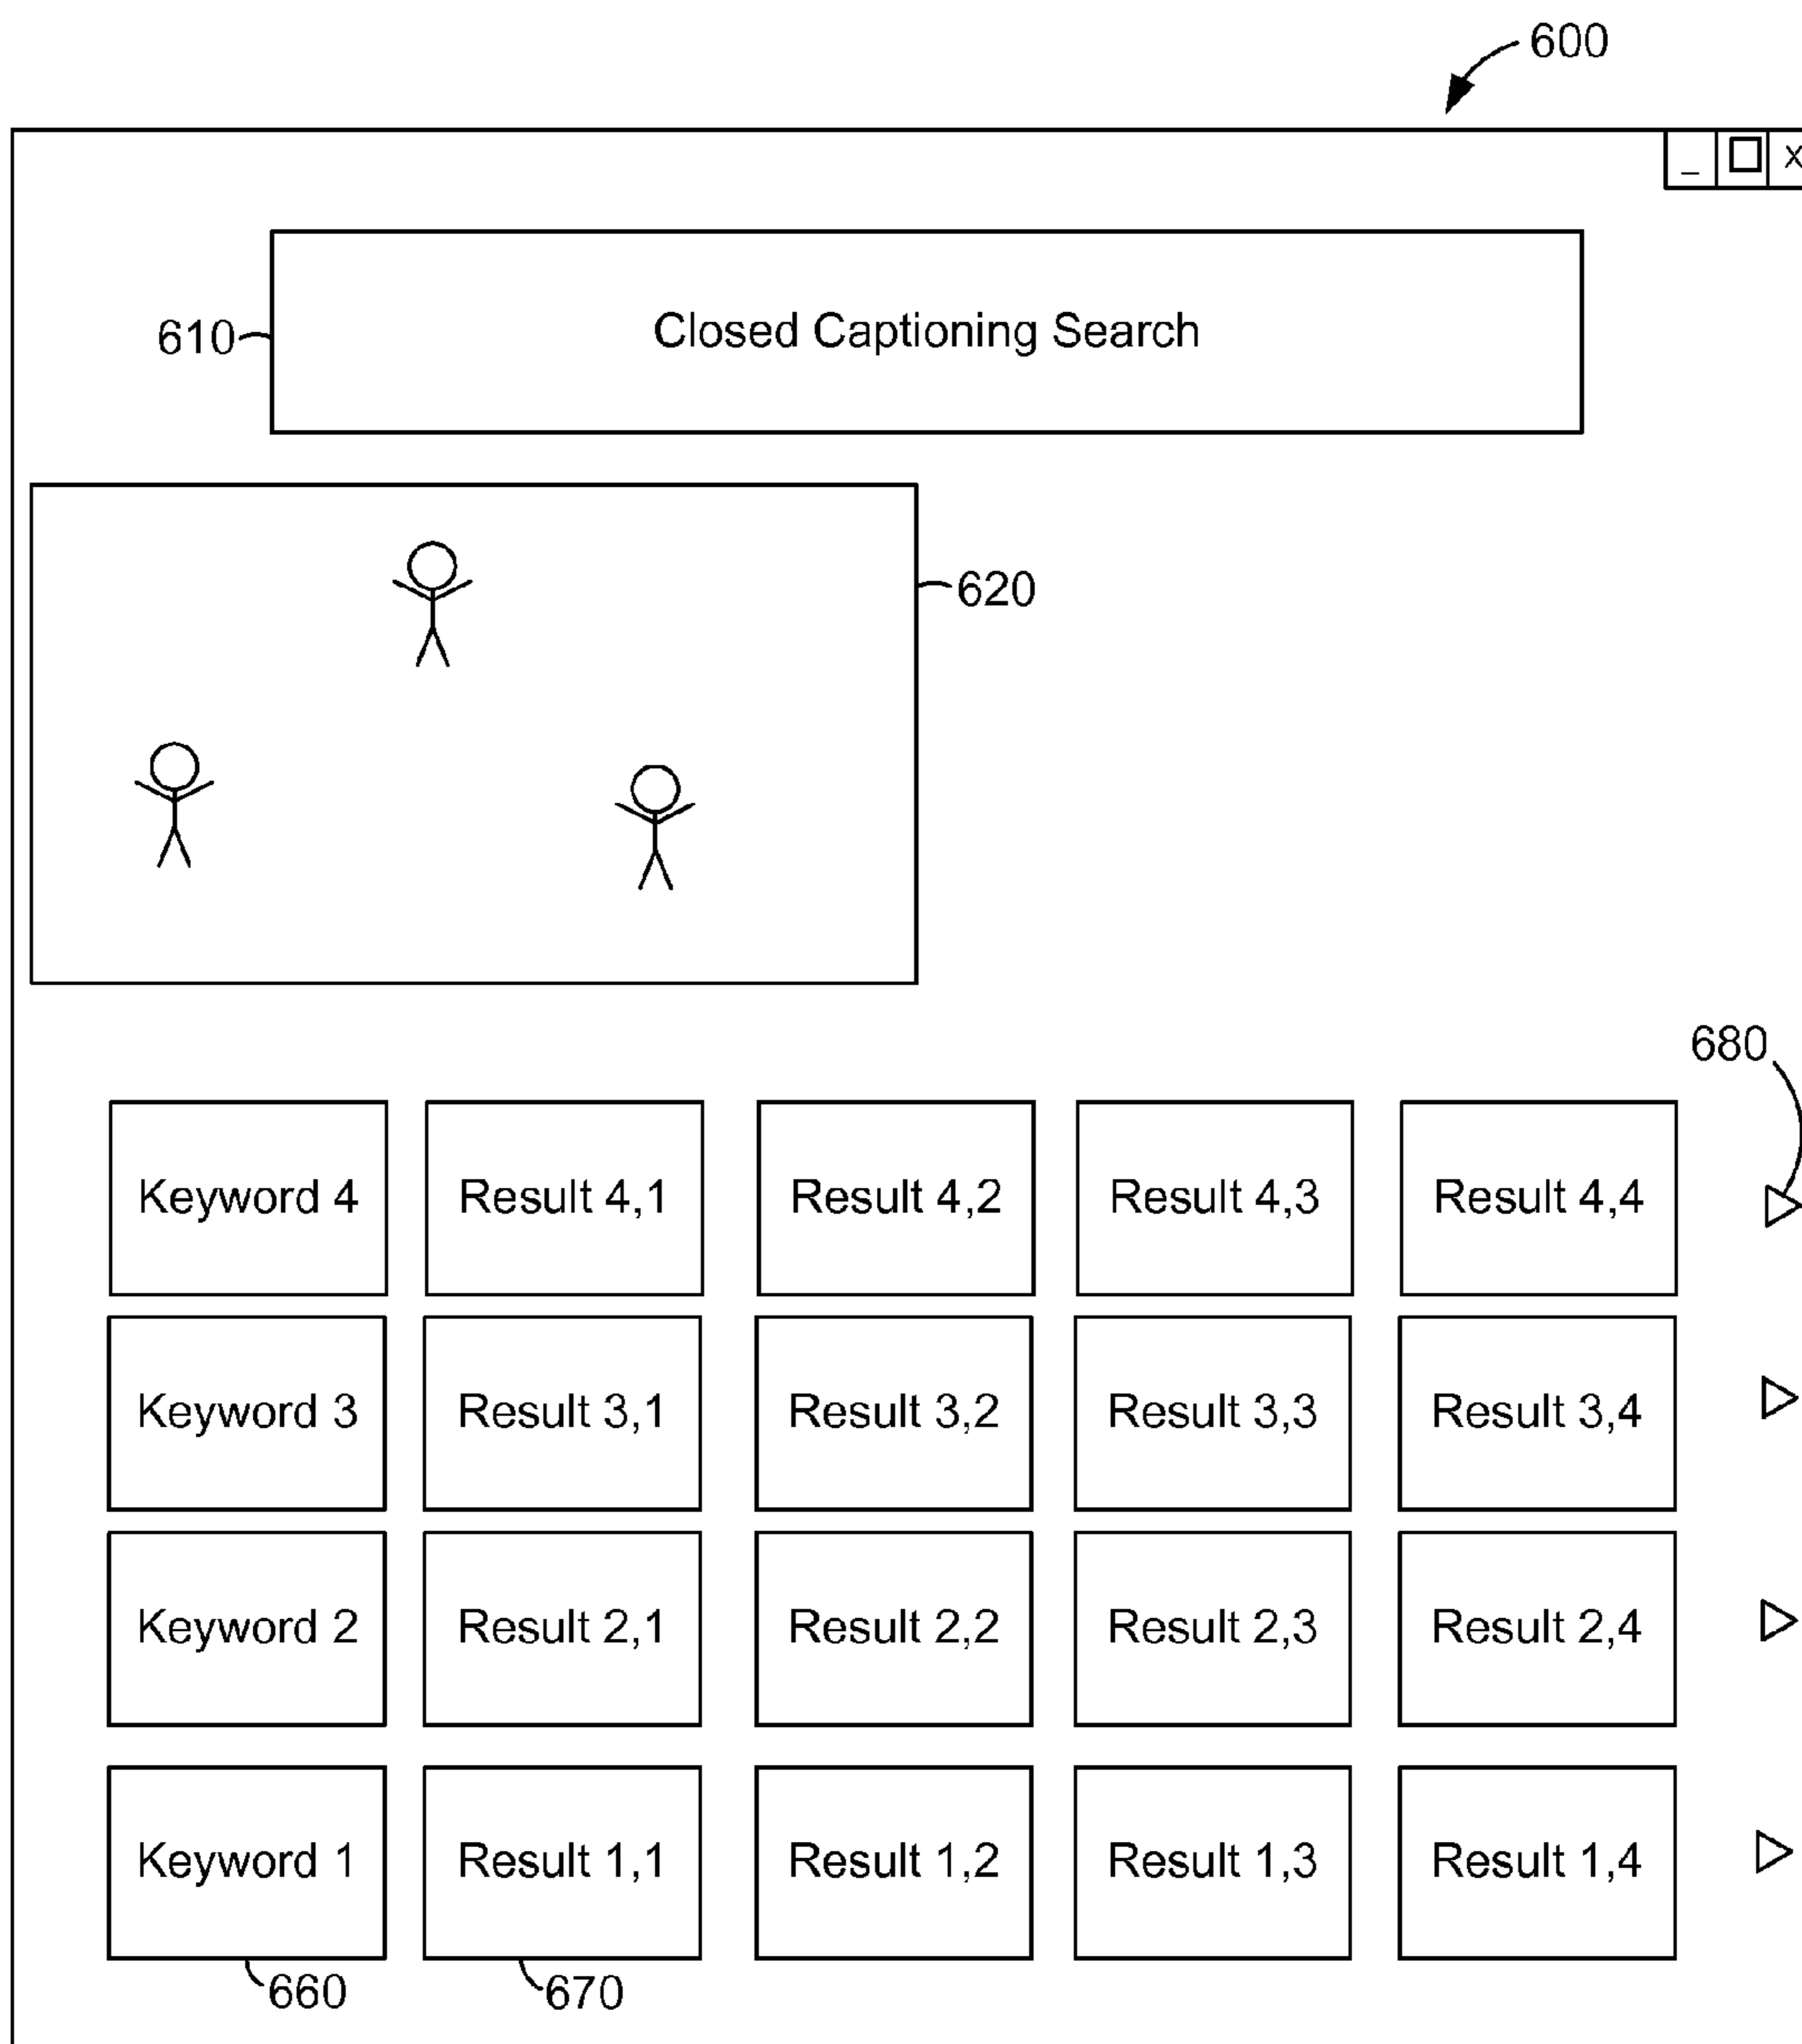 600
_ X
610 Closed Captioning Search
620
680
Keyword 4 Result 4,1 Result 4,2 Result 4,3 Result 4,4
Keyword 3 Result 3,1 Result 3,2 Result 3,3 Result 3,4
Keyword 2 Result 2,1 Result 2,2 Result 2,3 Result 2,4
Keyword 1 Result 1,1 Result 1,2 Result 1,3 Result 1,4
660 670